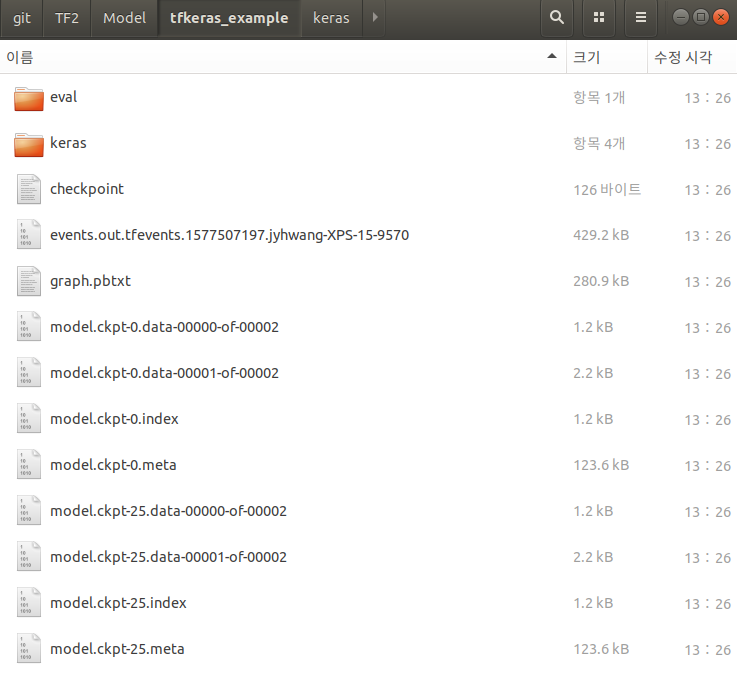 git TF2 Model tfkeras_example keras
이름 크기 수정 시각
eval 항목 1개 13 : 26
keras 항목 4개 13 : 26
checkpoint 126 바이트 13 : 26
events.out.tfevents.1577507197.jyhwang-XPS-15-9570 429.2 kB 13 : 26
graph.pbtxt 280.9 kB 13 : 26
model.ckpt-0.data-00000-of-00002 1.2 kB 13 : 26
model.ckpt-0.data-00001-of-00002 2.2 kB 13 : 26
model.ckpt-0.index 1.2 kB 13 : 26
model.ckpt-0.meta 123.6 kB 13 : 26
model.ckpt-25.data-00000-of-00002 1.2 kB 13 : 26
model.ckpt-25.data-00001-of-00002 2.2 kB 13 : 26
model.ckpt-25.index 1.2 kB 13 : 26
model.ckpt-25.meta 123.6 kB 13 : 26